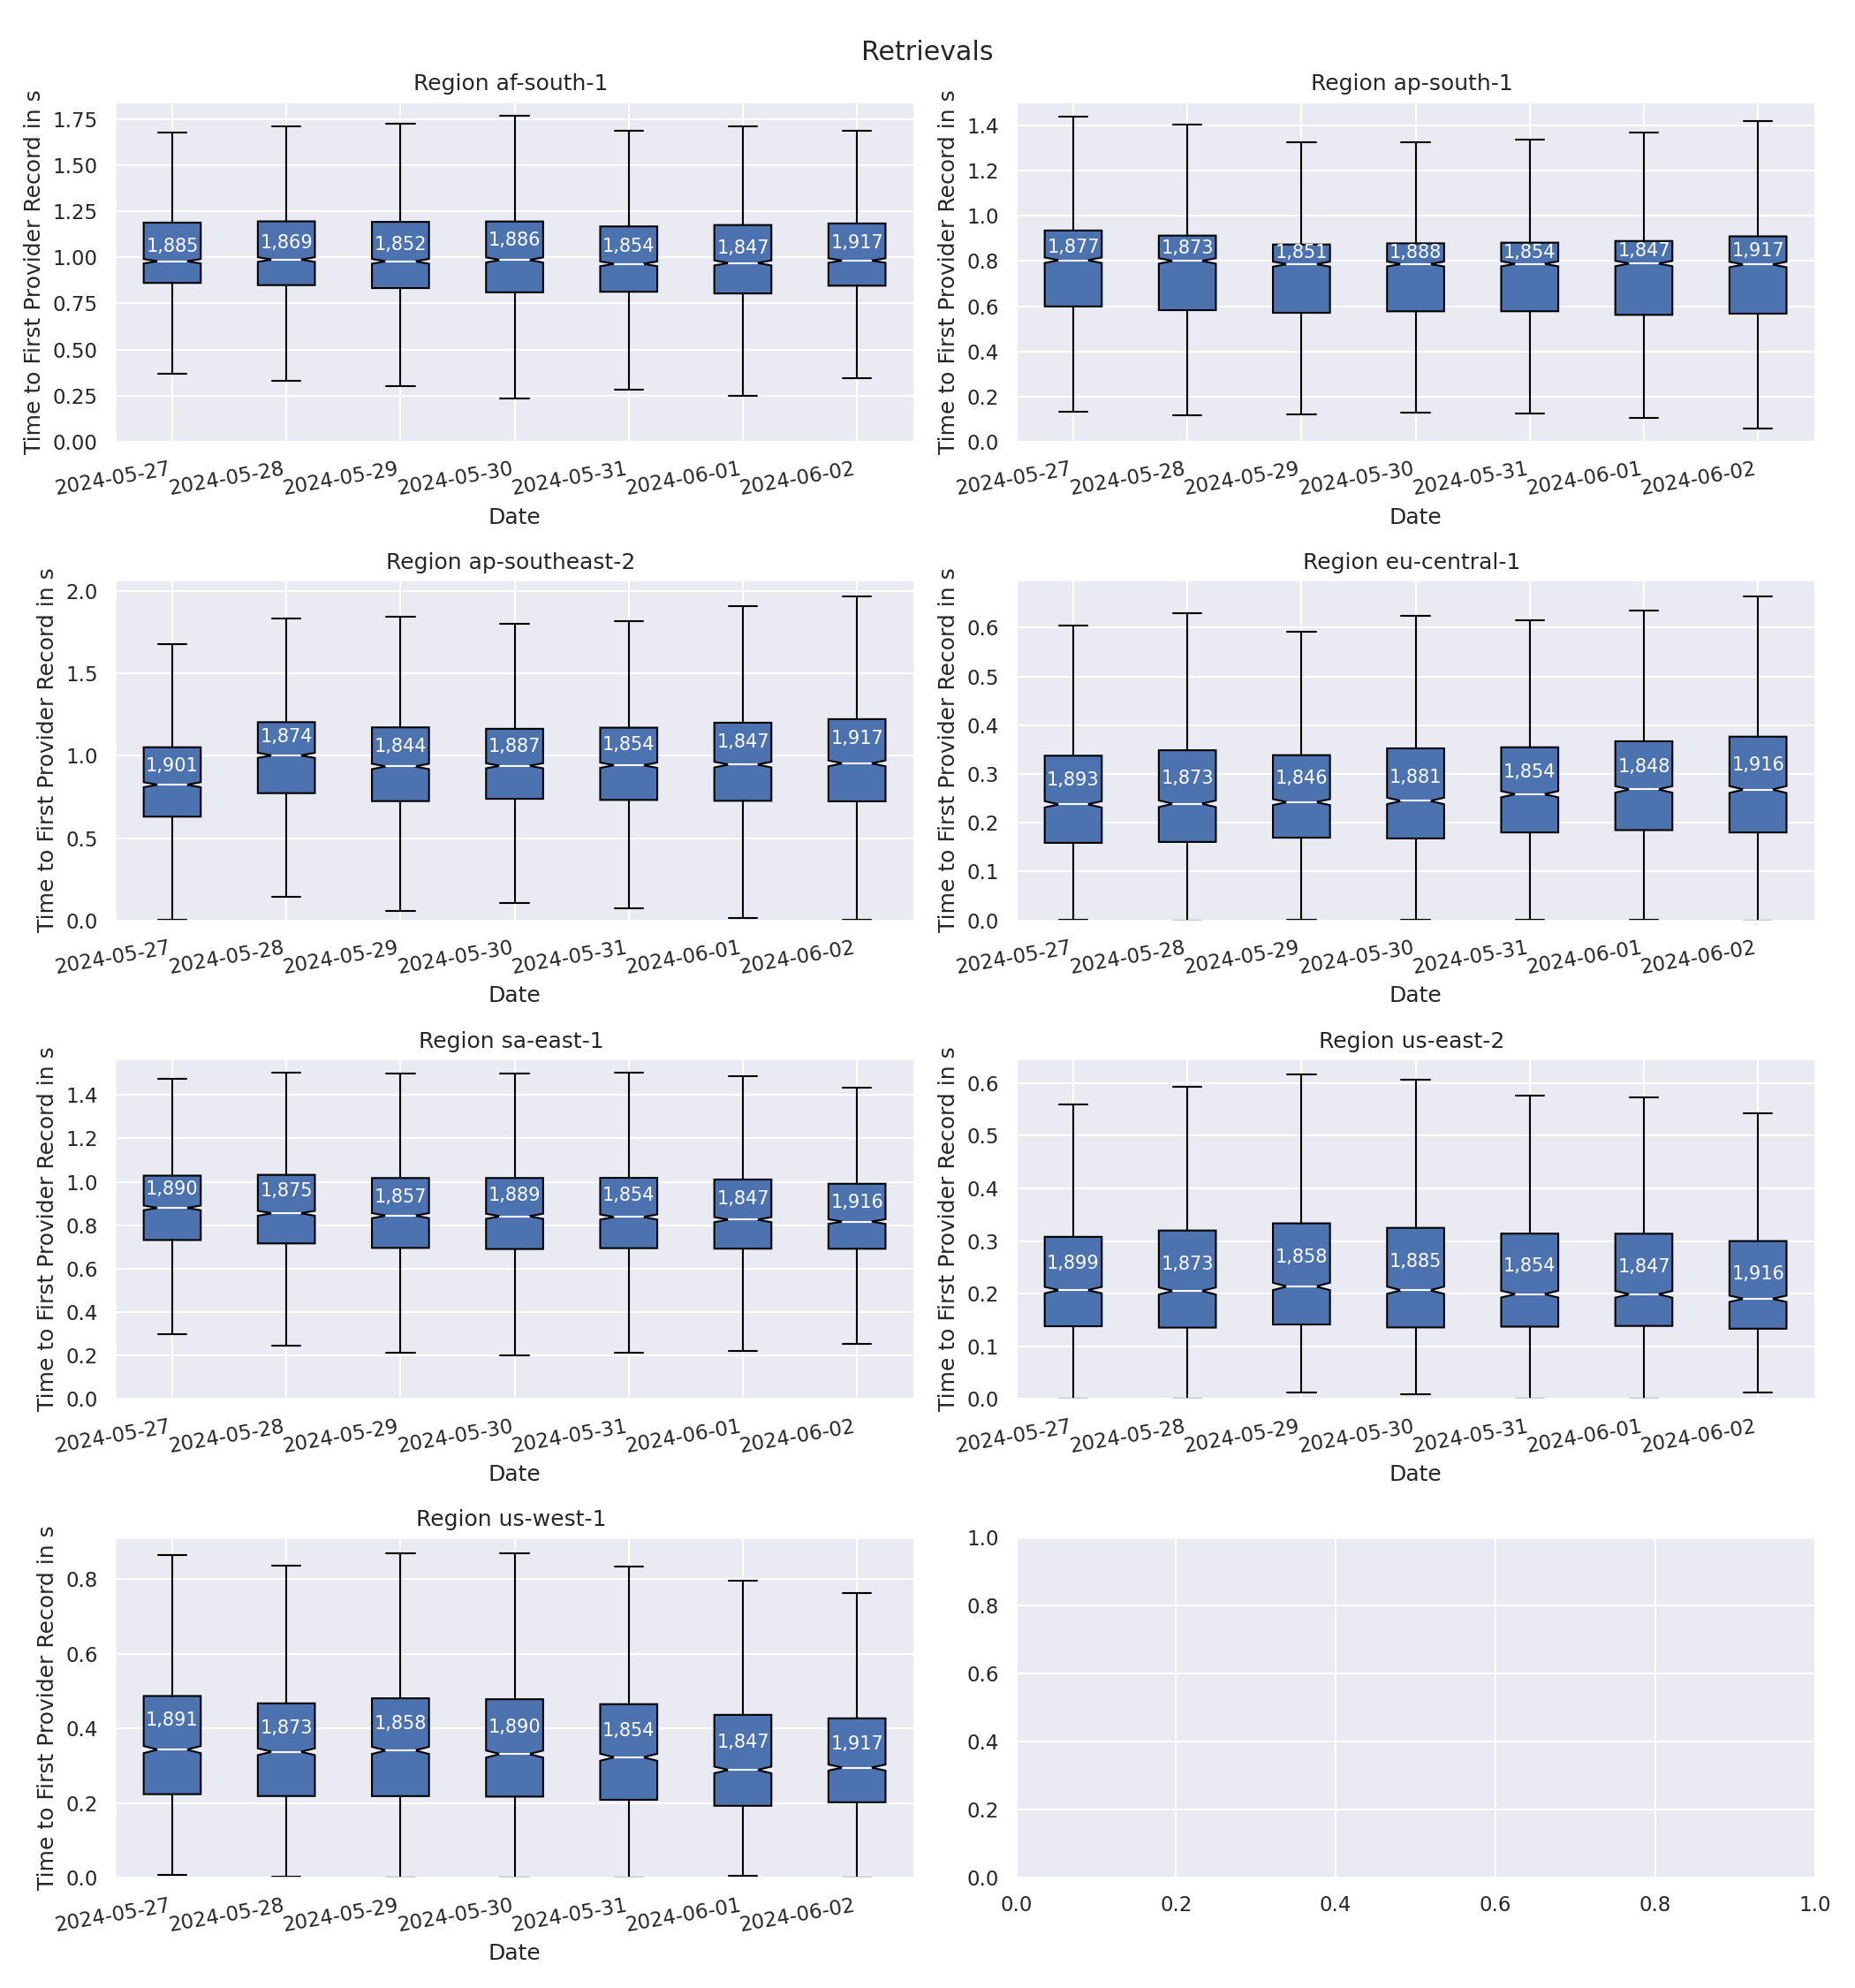 Retrievals
Region af-south-1
Time to First Provider Record in s
1.75
1.50
1.25
1.00
0.75
0.50
0.25
0.00
1,885 1,869 1,852 1,886 1,854 1,847 1,917
2024-05-27 2024-05-28 2024-05-29 2024-05-30 2024-05-31 2024-06-01 2024-06-02
Date
Region ap-south-1
Time to First Provider Record in s
1.4
1.2
1.0
0.8
0.6
0.4
0.2
0.0
1,877 1,873 1,851 1,888 1,854 1,847 1,917
2024-05-27 2024-05-28 2024-05-29 2024-05-30 2024-05-31 2024-06-01 2024-06-02
Date
Region ap-southeast-2
Time to First Provider Record in s
2.0
1.5
1.0
0.5
0.0
1,901 1,874 1,844 1,887 1,854 1,847 1,917
2024-05-27 2024-05-28 2024-05-29 2024-05-30 2024-05-31 2024-06-01 2024-06-02
Date
Region eu-central-1
Time to First Provider Record in s
0.6
0.5
0.4
0.3
0.2
0.1
0.0
1,893 1,873 1,846 1,881 1,854 1,848 1,916
2024-05-27 2024-05-28 2024-05-29 2024-05-30 2024-05-31 2024-06-01 2024-06-02
Date
Region sa-east-1
Time to First Provider Record in s
1.4
1.2
1.0
0.8
0.6
0.4
0.2
0.0
1,890 1,875 1,857 1,889 1,854 1,847 1,916
2024-05-27 2024-05-28 2024-05-29 2024-05-30 2024-05-31 2024-06-01 2024-06-02
Date
Region us-east-2
Time to First Provider Record in s
0.6
0.5
0.4
0.3
0.2
0.1
0.0
1,899 1,873 1,858 1,885 1,854 1,847 1,916
2024-05-27 2024-05-28 2024-05-29 2024-05-30 2024-05-31 2024-06-01 2024-06-02
Date
Region us-west-1
Time to First Provider Record in s
0.8
0.6
0.4
0.2
0.0
1,891 1,873 1,858 1,890 1,854 1,847 1,917
2024-05-27 2024-05-28 2024-05-29 2024-05-30 2024-05-31 2024-06-01 2024-06-02
Date
1.0
0.8
0.6
0.4
0.2
0.0
0.0 0.2 0.4 0.6 0.8 1.0